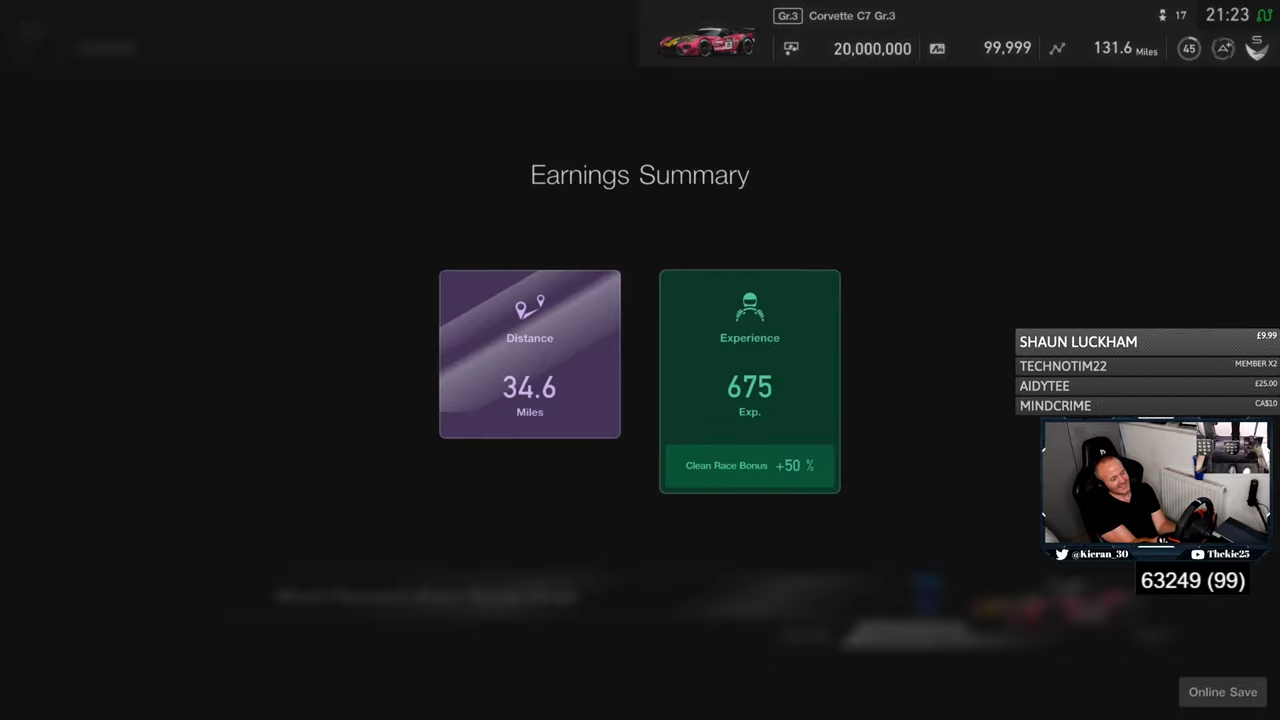 Gr.3 Corvette C7 Gr.3
17 21:23
20,000,000 99,999 131.6 Miles 45 S
Earnings Summary
Distance
34.6
Miles
Experience
675
Exp.
Clean Race Bonus +50 %
SHAUN LUCKHAM £9.99
TECHNOTIM22 MEMBER X2
AIDYTEE £25.00
MINDCRIME CA$10
@Kieran_30 Thekie25
63249 (99)
Online Save